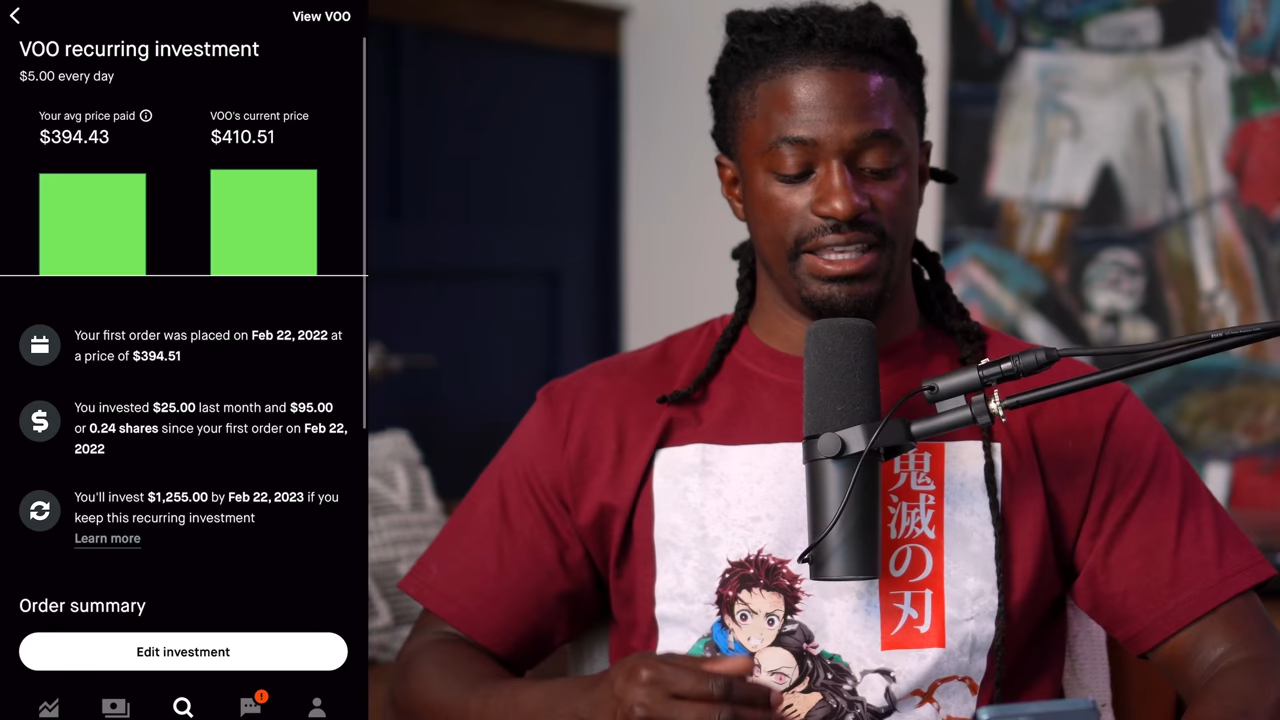 View VOO
VOO recurring investment
$5.00 every day
Your avg price paid
$394.43
VOO's current price
$410.51
Your first order was placed on Feb 22, 2022 at
a price of $394.51
You invested $25.00 last month and $95.00
or 0.24 shares since your first order on Feb 22,
2022
You'll invest $1,255.00 by Feb 22, 2023 if you
keep this recurring investment
Learn more
Order summary
Edit investment
鬼滅の刃